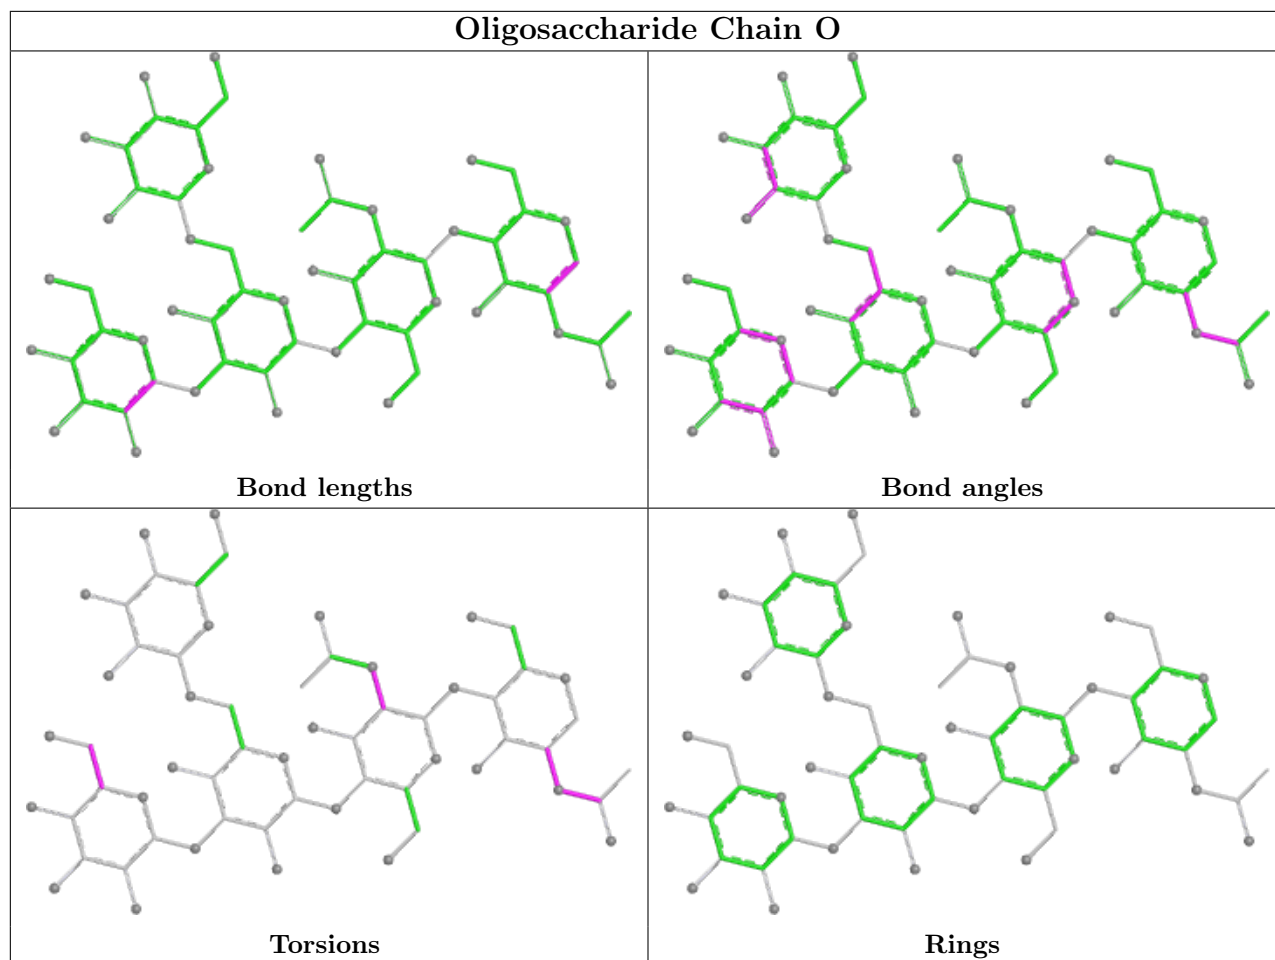 Oligosaccharide Chain O
Bond lengths
Bond angles
Torsions
Rings